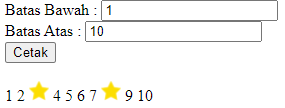 Batas Bawah : 1
Batas Atas : 10
Cetak
1 2 4 5 6 7 9 10